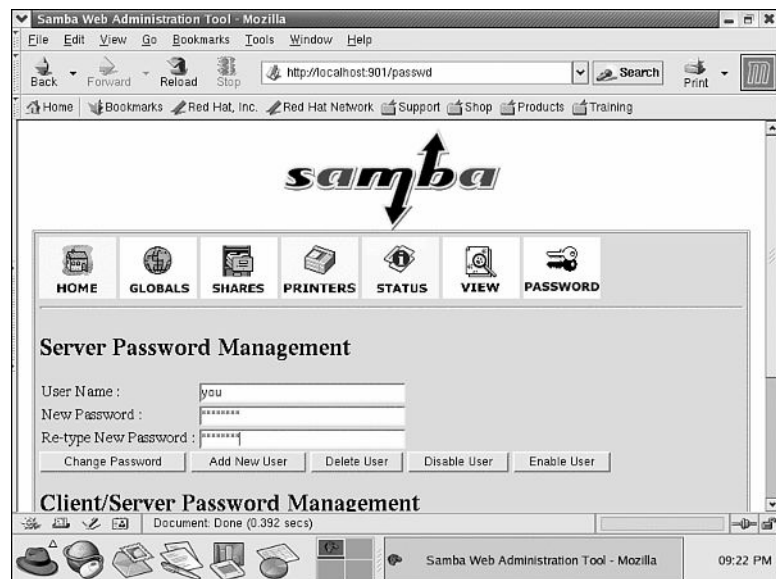 Samba Web Administration Tool - Mozilla
File Edit View Go Bookmarks Tools Window Help
Back Forward Reload Stop http://localhost:901/passwd Search Print
Home Bookmarks Red Hat, Inc. Red Hat Network Support Shop Products Training
samba
HOME GLOBALS SHARES PRINTERS STATUS VIEW PASSWORD
Server Password Management
User Name : you
New Password : ********
Re-type New Password : ********
Change Password Add New User Delete User Disable User Enable User
Client/Server Password Management
Document: Done (0.392 secs)
Samba Web Administration Tool - Mozilla 09:22 PM